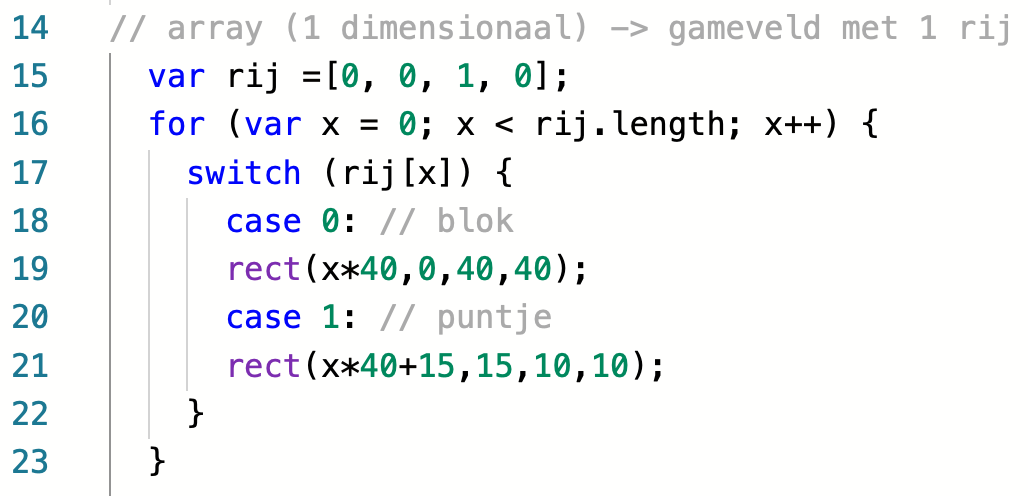 14 // array (1 dimensionaal) -> gameveld met 1 rij
15 var rij =[0, 0, 1, 0];
16 for (var x = 0; x < rij.length; x++) {
17 switch (rij[x]) {
18 case 0: // blok
19 rect(x*40,0,40,40);
20 case 1: // puntje
21 rect(x*40+15,15,10,10);
22 }
23 }